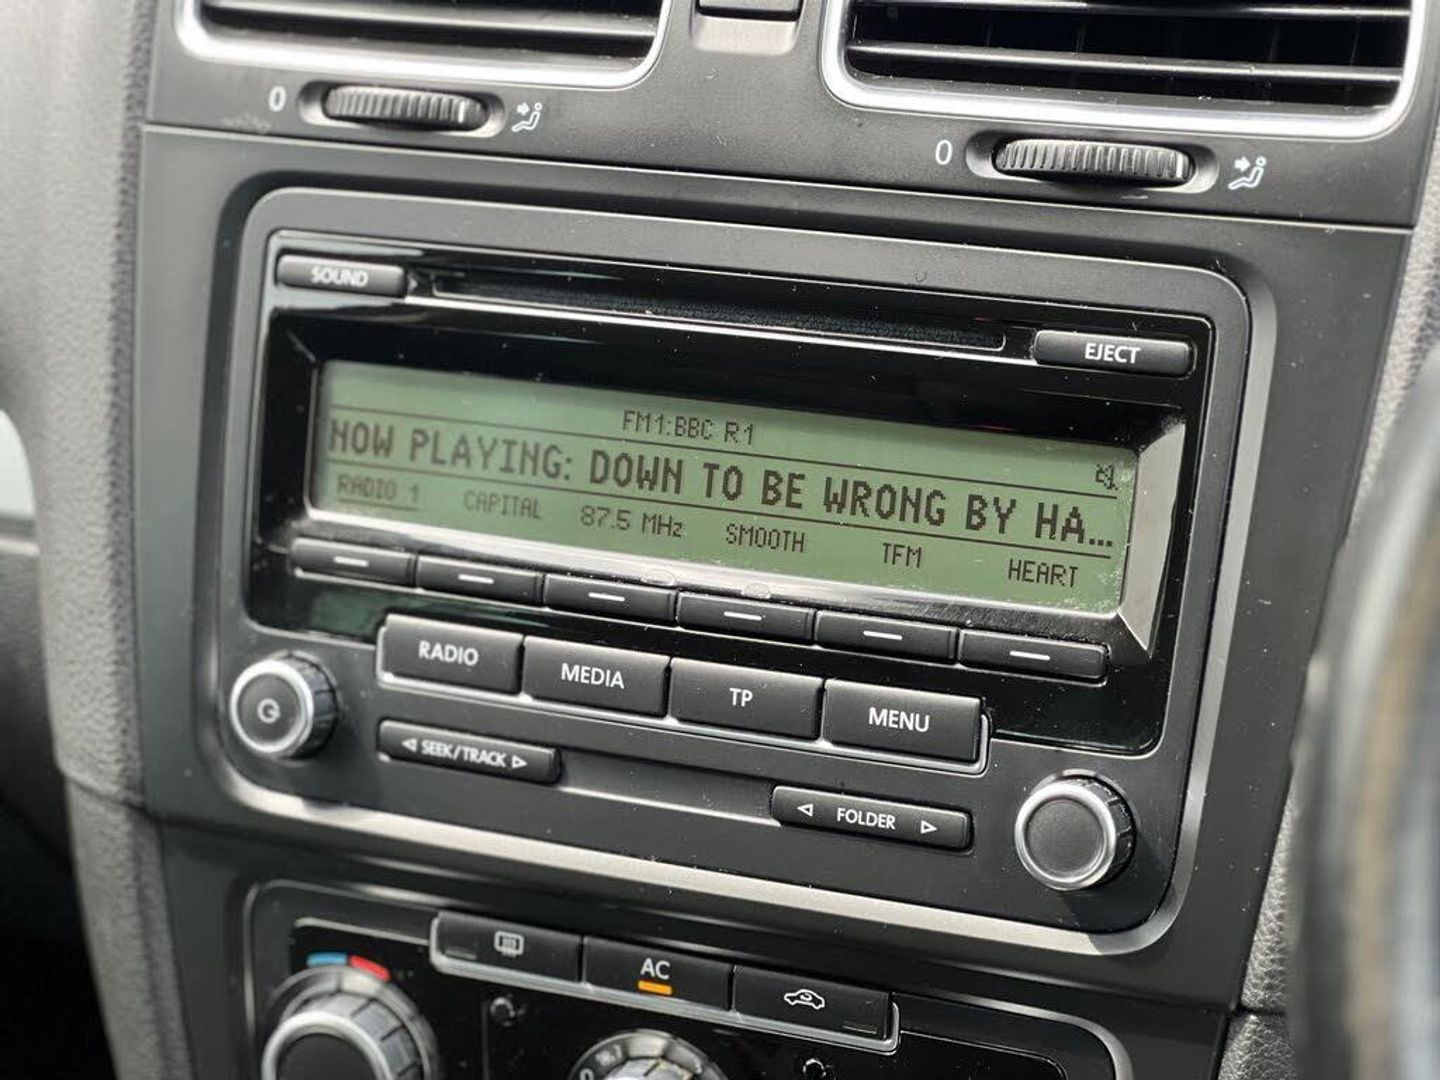 0
0
SOUND
EJECT
FM1:BBC R1
NOW PLAYING: DOWN TO BE WRONG BY HA...
RADIO 1 CAPITAL 87.5 MHz SMOOTH TFM HEART
RADIO MEDIA TP MENU
SEEK/TRACK
FOLDER
AC
0